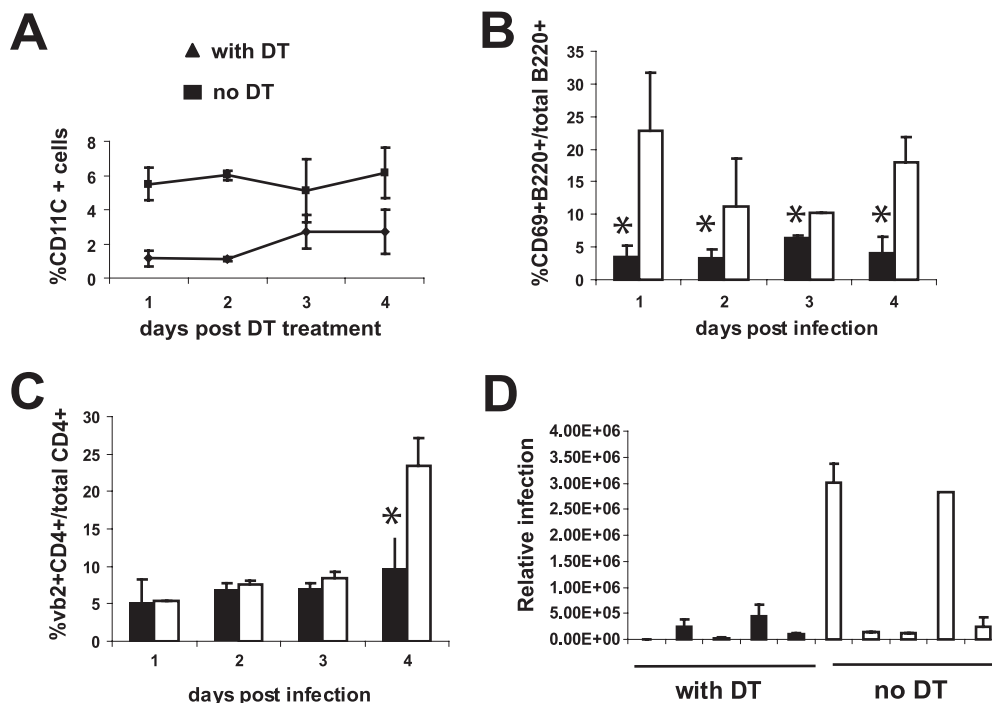 A
with DT
no DT
%CD11C + cells
8
6
4
2
0
1 2 3 4
days post DT treatment
B
%CD69+B220+/total B220+
35
30
25
20
15
10
5
0
* * * *
1 2 3 4
days post infection
C
%vb2+CD4+/total CD4+
30
25
20
15
10
5
0
*
1 2 3 4
days post infection
D
Relative infection
4.00E+06
3.50E+06
3.00E+06
2.50E+06
2.00E+06
1.50E+06
1.00E+06
5.00E+05
0.00E+00
with DT no DT